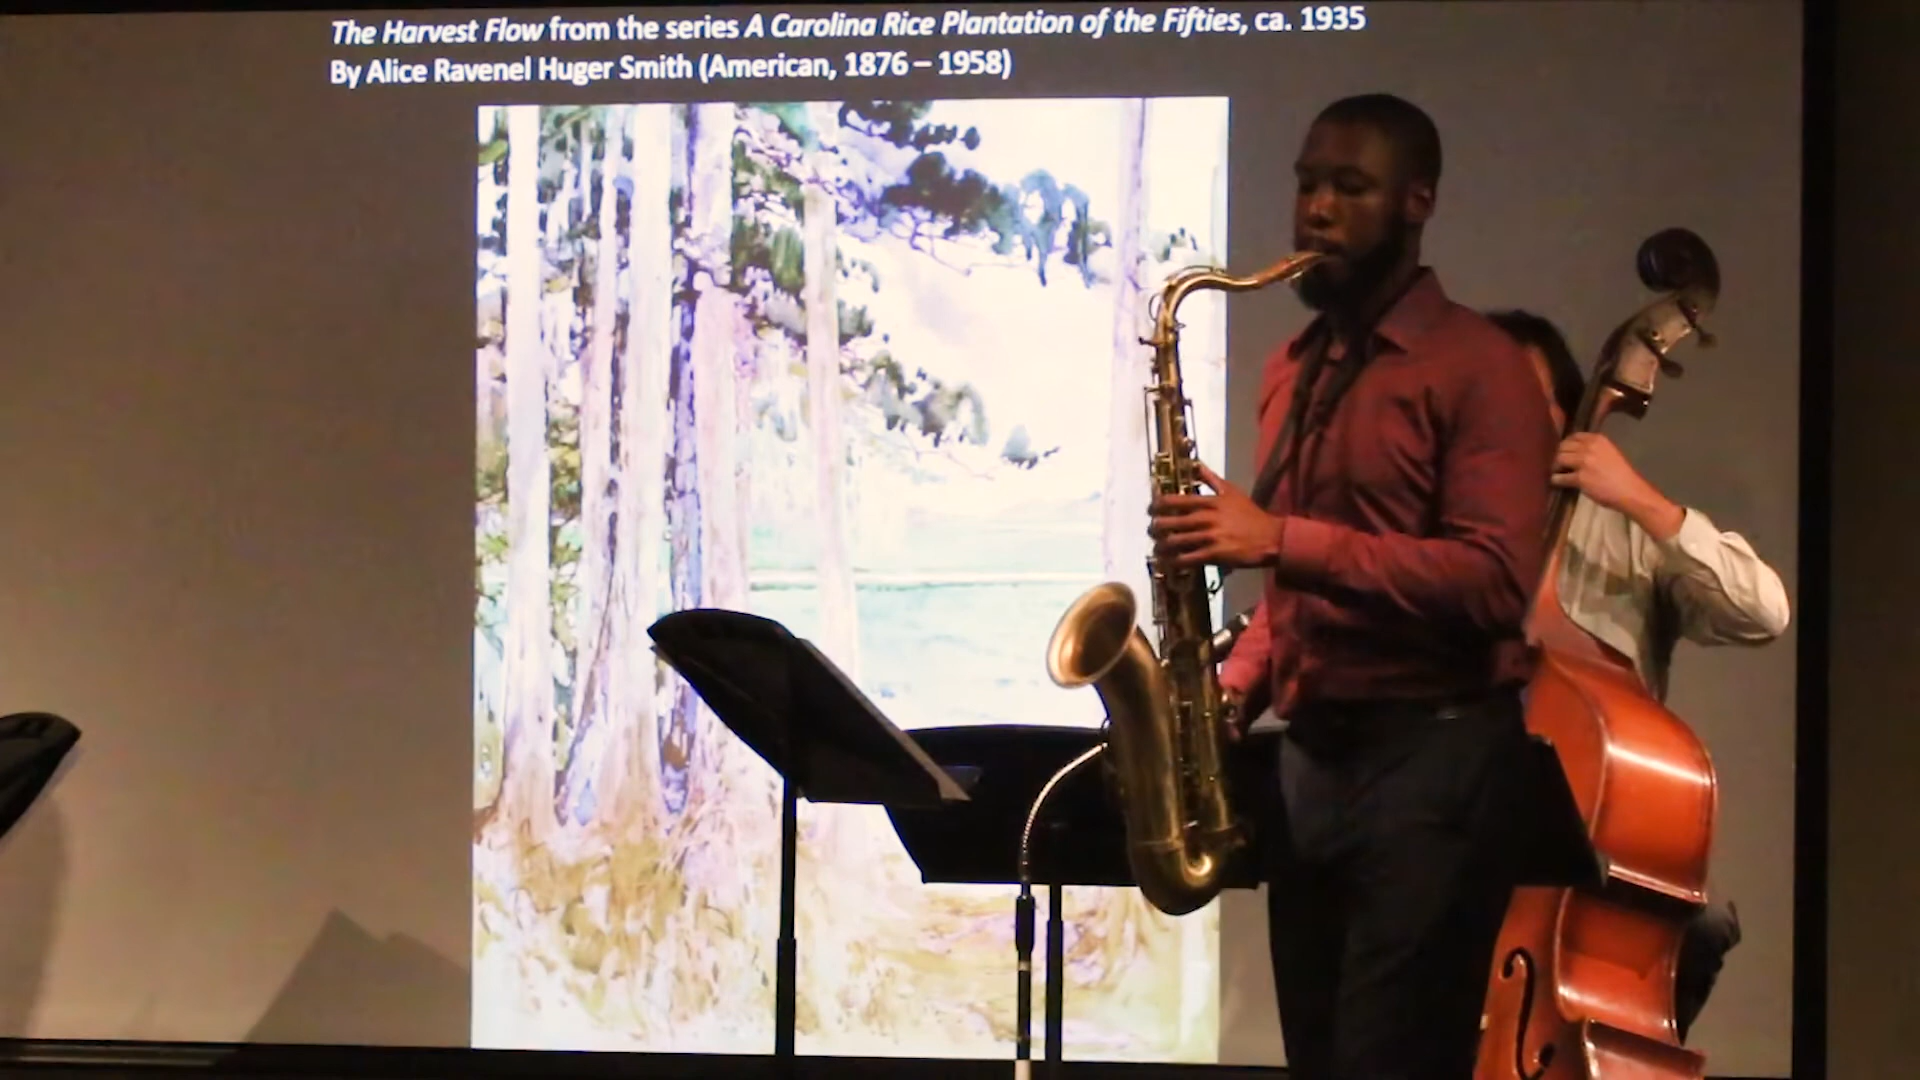 The Harvest Flow from the series A Carolina Rice Plantation of the Fifties, ca. 1935
By Alice Ravenel Huger Smith (American, 1876 – 1958)